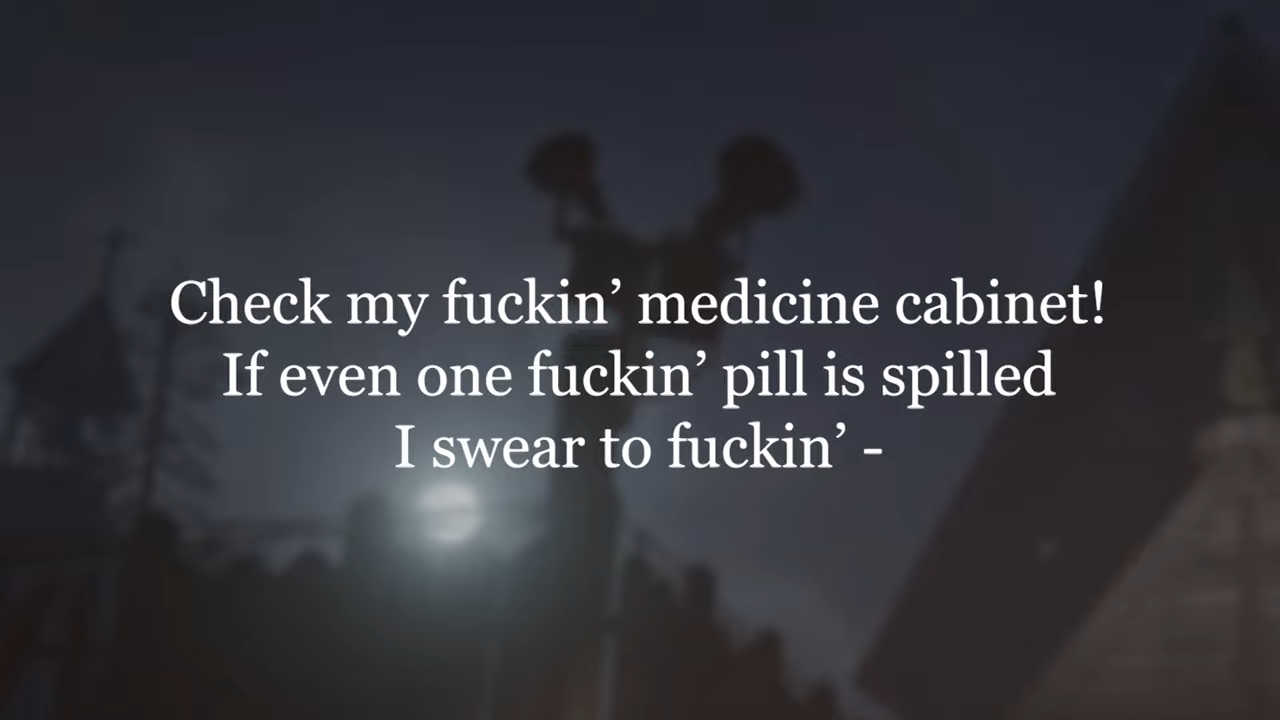 Check my fuckin’ medicine cabinet!
If even one fuckin’ pill is spilled
I swear to fuckin’ -